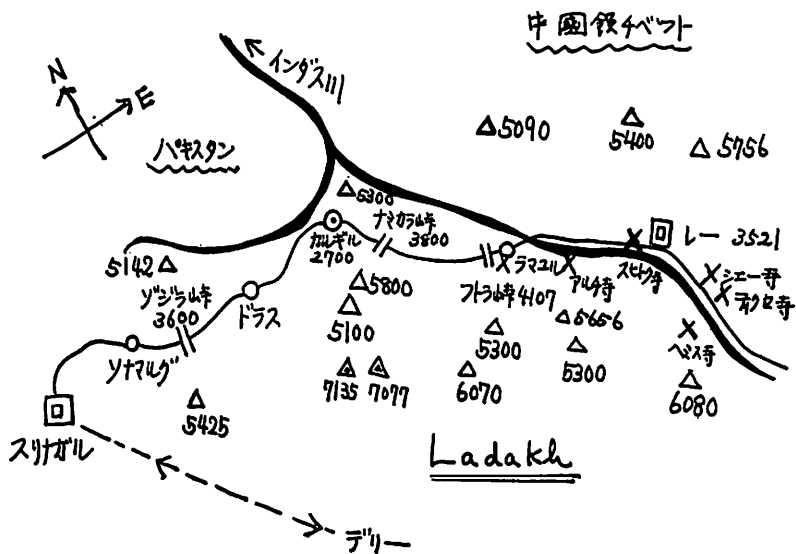 中國領チベット
N
E
インダス川
パキスタン
5090
5400
5756
5300
カルギル
2700
ナミカラ峠
3800
レー 3521
スピトク寺
ラマユル
アルチ寺
シェー寺
ティクセ寺
5142
ゾジラ峠
3600
ドラス
5800
5100
フトラ峠 4107
5656
5300
5300
ヘミス寺
ソナマルグ
7135
7077
6070
6080
5425
スリナガル
Ladakh
デリー